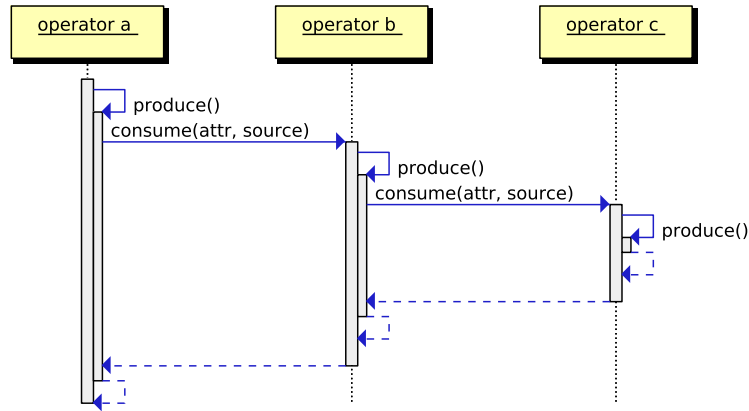 operator a
operator b
operator c
produce()
consume(attr, source)
produce()
consume(attr, source)
produce()